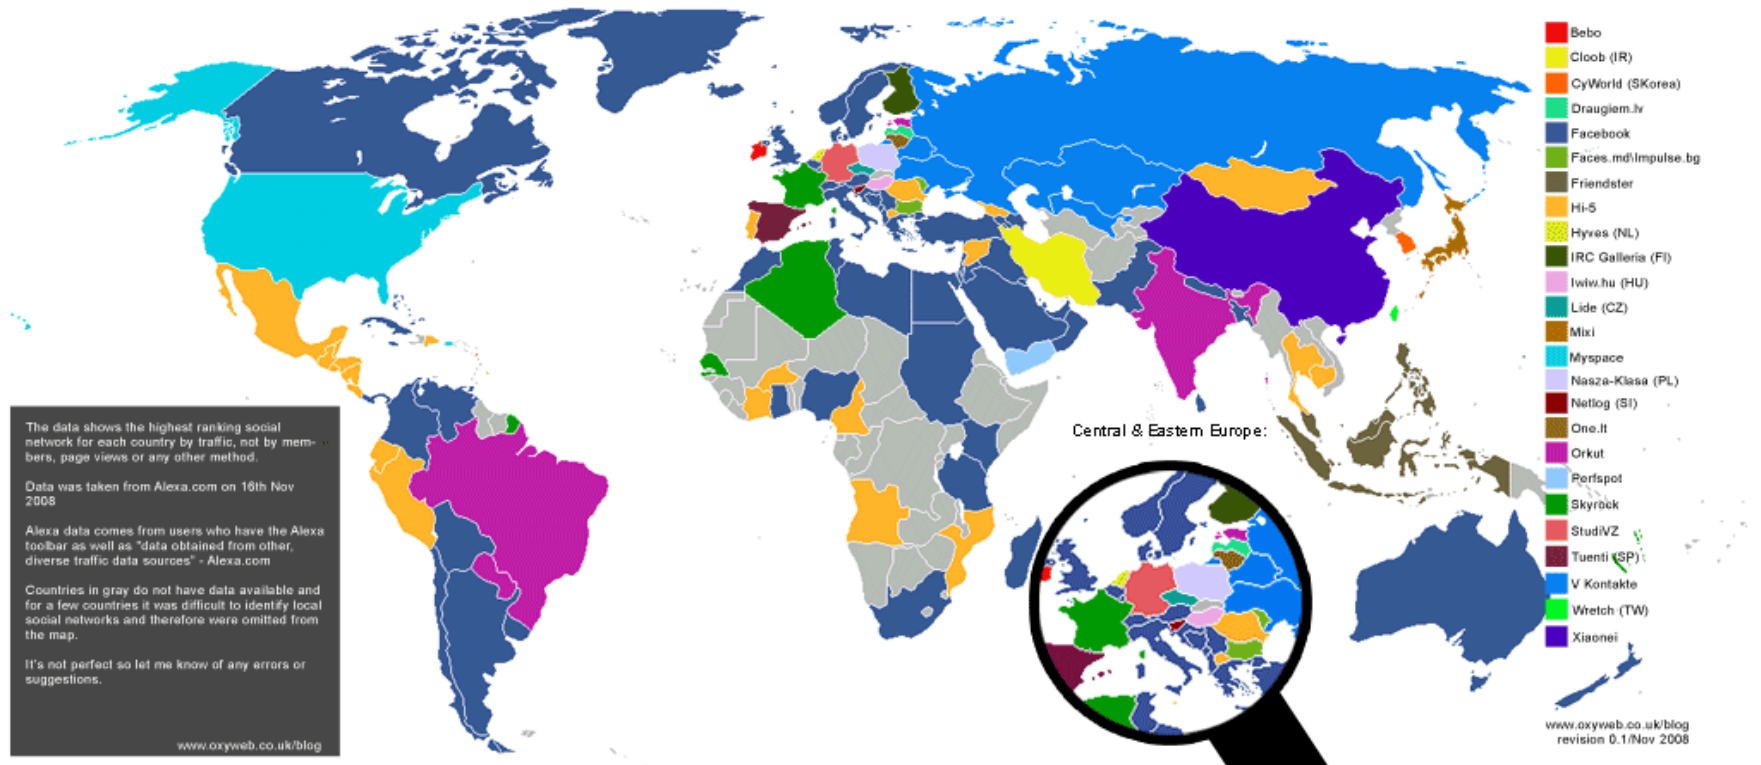 Bebo
Cloob (IR)
CyWorld (SKorea)
Draugiem.lv
Facebook
Faces.md\Impulse.bg
Friendster
Hi-5
Hyves (NL)
IRC Galleria (FI)
Iwiw.hu (HU)
Lide (CZ)
Mixi
Myspace
Nasza-Klasa (PL)
Netlog (SI)
One.lt
Orkut
Perfspot
Skyrock
StudiVZ
Tuenti (SP)
V Kontakte
Wretch (TW)
Xiaonei
www.oxyweb.co.uk/blog
revision 0.1/Nov 2008
Central & Eastern Europe:
The data shows the highest ranking social
network for each country by traffic, not by mem-
bers, page views or any other method.
Data was taken from Alexa.com on 16th Nov
2008
Alexa data comes from users who have the Alexa
toolbar as well as "data obtained from other,
diverse traffic data sources" - Alexa.com
Countries in gray do not have data available and
for a few countries it was difficult to identify local
social networks and therefore were omitted from
the map.
It's not perfect so let me know of any errors or
suggestions.
www.oxyweb.co.uk/blog